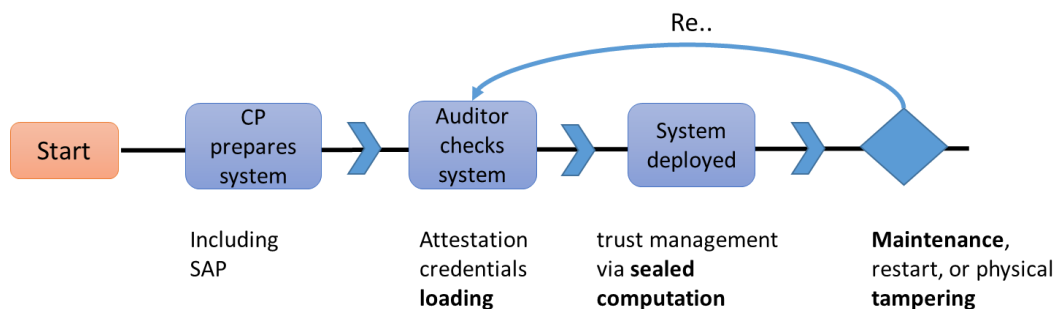 Re..
Start
CP
prepares
system
Auditor
checks
system
System
deployed
Including
SAP
Attestation
credentials
loading
trust management
via sealed
computation
Maintenance,
restart, or physical
tampering